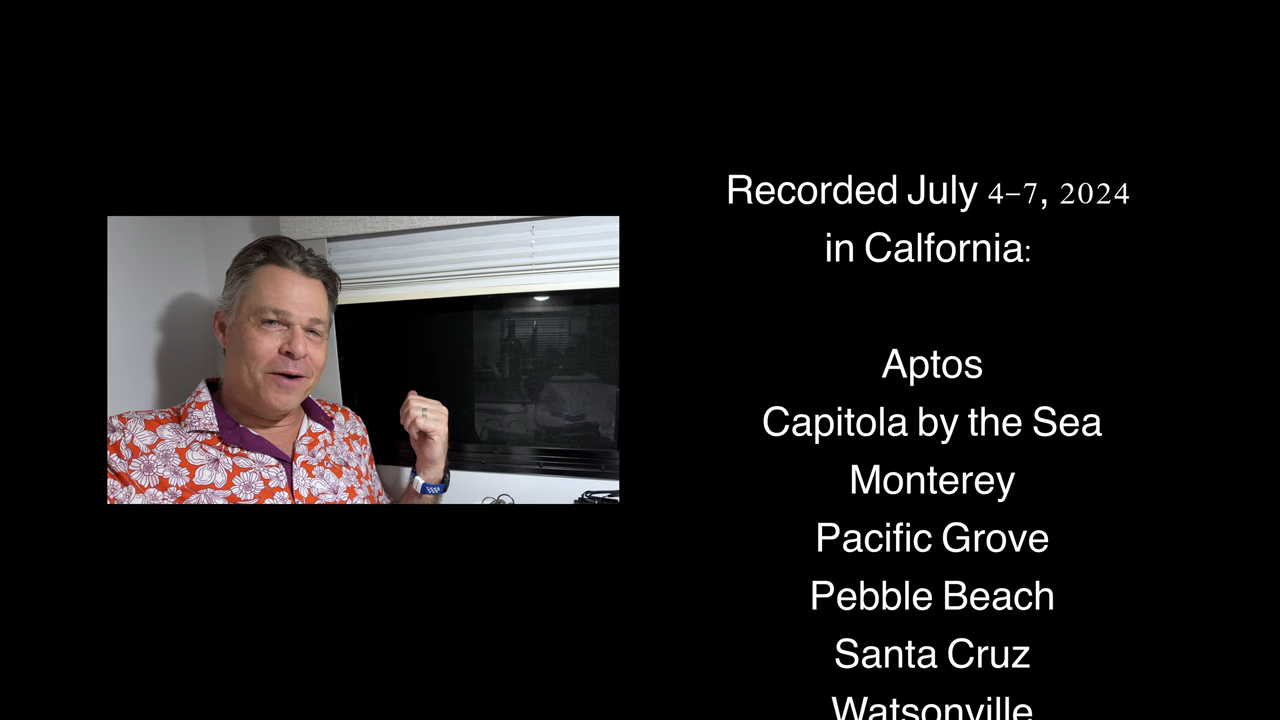 Recorded July 4–7, 2024
in Calfornia:
Aptos
Capitola by the Sea
Monterey
Pacific Grove
Pebble Beach
Santa Cruz
Watsonville